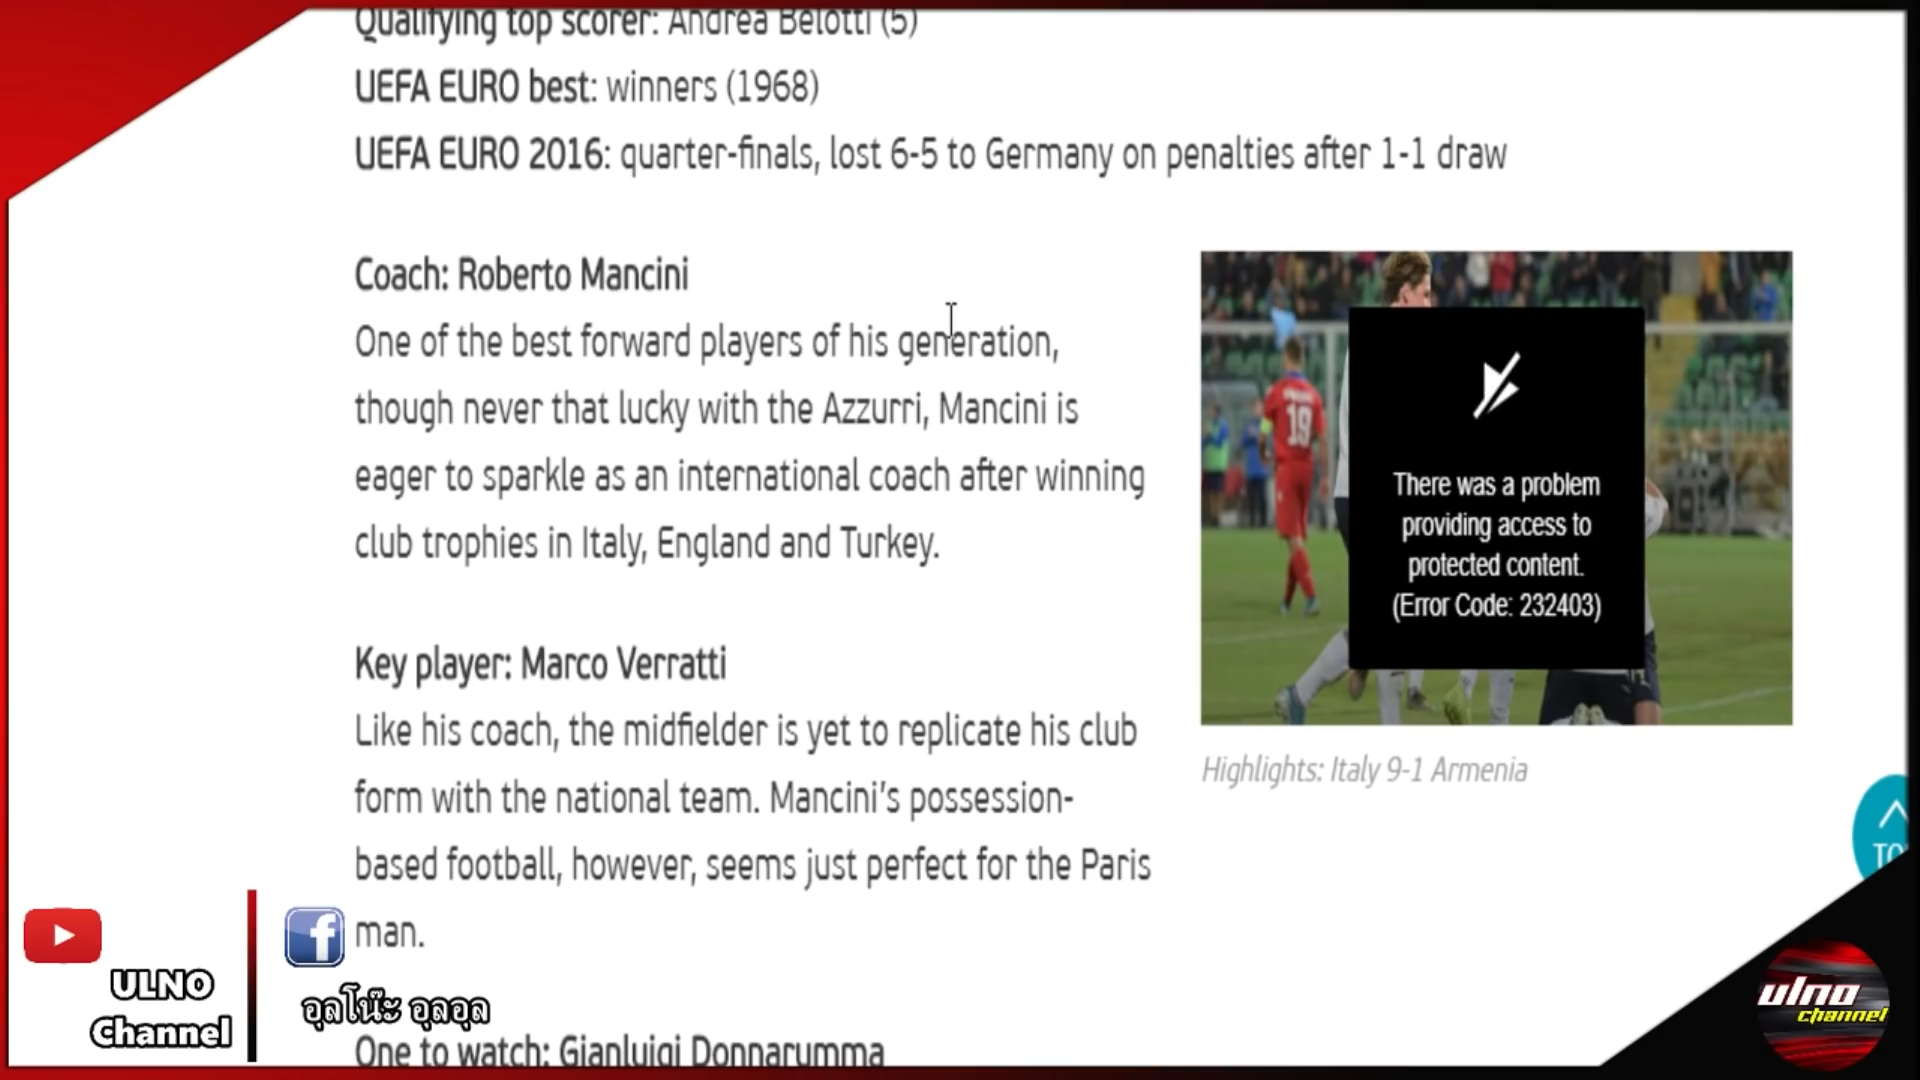 Qualifying top scorer: Andrea Belotti (5)
UEFA EURO best: winners (1968)
UEFA EURO 2016: quarter-finals, lost 6-5 to Germany on penalties after 1-1 draw
Coach: Roberto Mancini
One of the best forward players of his generation,
though never that lucky with the Azzurri, Mancini is
eager to sparkle as an international coach after winning
club trophies in Italy, England and Turkey.
19
There was a problem
providing access to
protected content.
(Error Code: 232403)
Highlights: Italy 9-1 Armenia
Key player: Marco Verratti
Like his coach, the midfielder is yet to replicate his club
form with the national team. Mancini's possession-
based football, however, seems just perfect for the Paris
man.
One to watch: Gianluigi Donnarumma
TO
ULNO
Channel
f
อุลโน๊ะ อุลอุล
ulno
channel